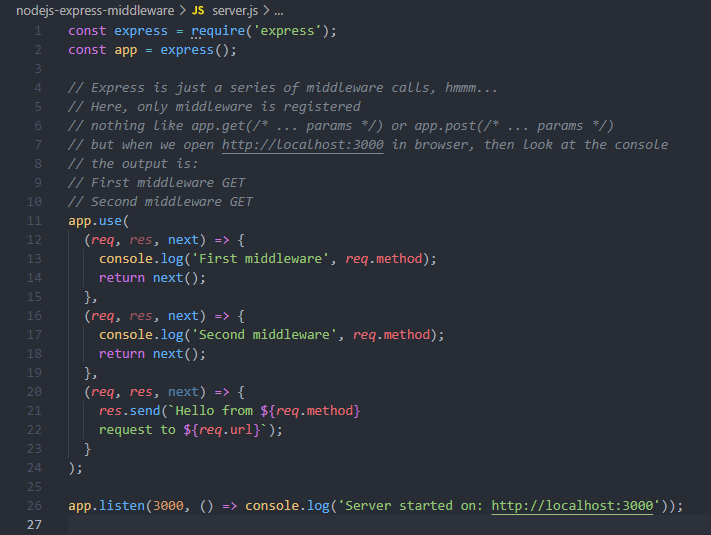 nodejs-express-middleware > JS server.js > ...
1 const express = require('express');
2 const app = express();
3
4 // Express is just a series of middleware calls, hmmm...
5 // Here, only middleware is registered
6 // nothing like app.get(/* ... params */) or app.post(/* ... params */)
7 // but when we open http://localhost:3000 in browser, then look at the console
8 // the output is:
9 // First middleware GET
10 // Second middleware GET
11 app.use(
12   (req, res, next) => {
13     console.log('First middleware', req.method);
14     return next();
15   },
16   (req, res, next) => {
17     console.log('Second middleware', req.method);
18     return next();
19   },
20   (req, res, next) => {
21     res.send(`Hello from ${req.method}
22     request to ${req.url}`);
23   }
24 );
25
26 app.listen(3000, () => console.log('Server started on: http://localhost:3000'));
27